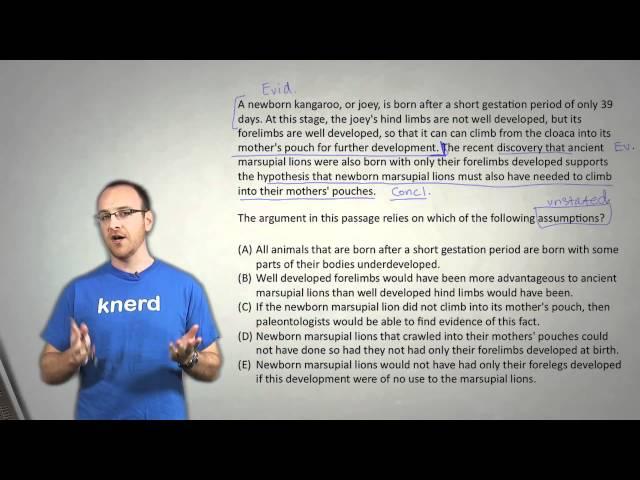 Evid.
A newborn kangaroo, or joey, is born after a short gestation period of only 39
days. At this stage, the joey's hind limbs are not well developed, but its
forelimbs are well developed, so that it can can climb from the cloaca into its
mother's pouch for further development. The recent discovery that ancient Ev.
marsupial lions were also born with only their forelimbs developed supports
the hypothesis that newborn marsupial lions must also have needed to climb
into their mothers' pouches. Concl.
unstated
The argument in this passage relies on which of the following assumptions?
(A) All animals that are born after a short gestation period are born with some
parts of their bodies underdeveloped.
(B) Well developed forelimbs would have been more advantageous to ancient
marsupial lions than well developed hind limbs would have been.
(C) If the newborn marsupial lion did not climb into its mother's pouch, then
paleontologists would be able to find evidence of this fact.
(D) Newborn marsupial lions that crawled into their mothers' pouches could
not have done so had they not had only their forelimbs developed at birth.
(E) Newborn marsupial lions would not have had only their forelegs developed
if this development were of no use to the marsupial lions.
knerd